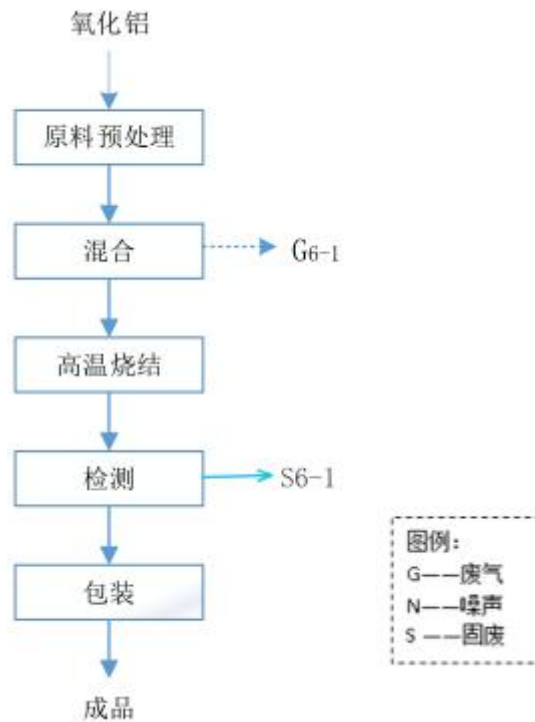 氧化铝
原料预处理
混合
G6-1
高温烧结
检测
S6-1
包装
成品
图例：
G——废气
N——噪声
S ——固废